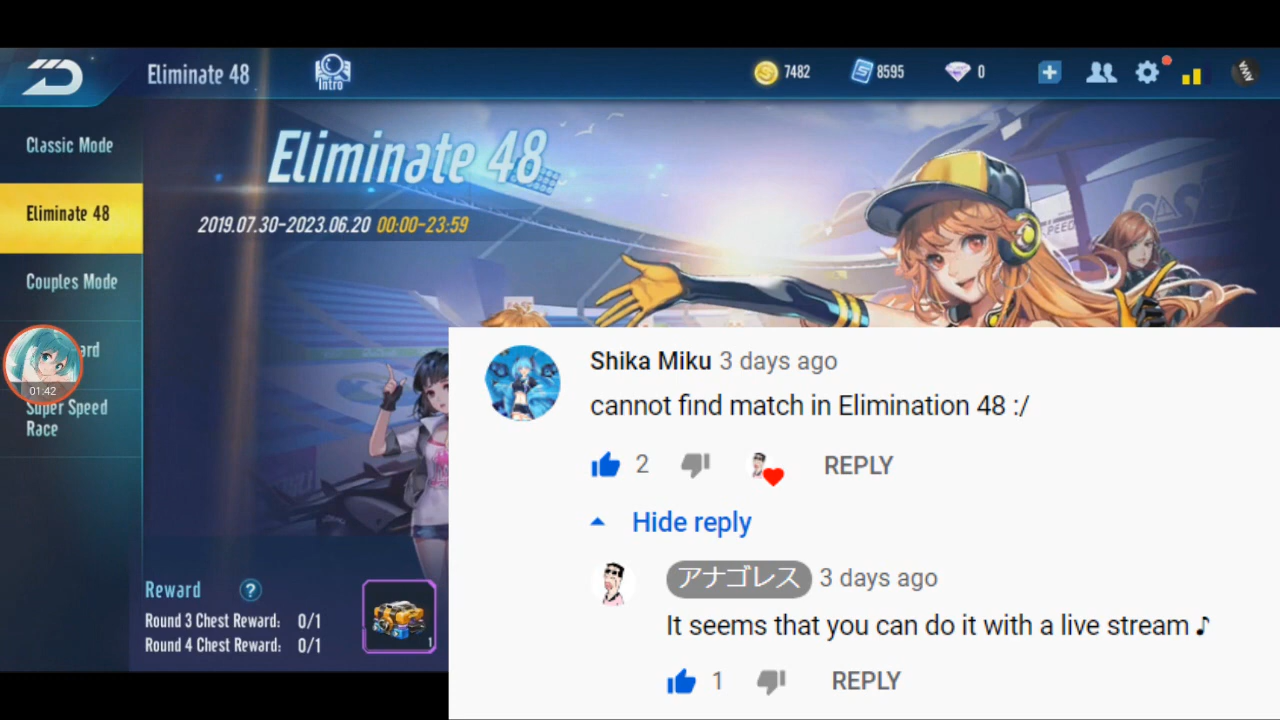 Eliminate 48
Intro
7482
8595
0
Classic Mode
Eliminate 48
Couples Mode
ard
Super Speed
Race
01:42
Eliminate 48
2019.07.30-2023.06.20 00:00-23:59
SPEED
Reward ?
Round 3 Chest Reward: 0/1
Round 4 Chest Reward: 0/1
1
Shika Miku 3 days ago
cannot find match in Elimination 48 :/
2
REPLY
Hide reply
アナゴレス 3 days ago
It seems that you can do it with a live stream ♪
1
REPLY